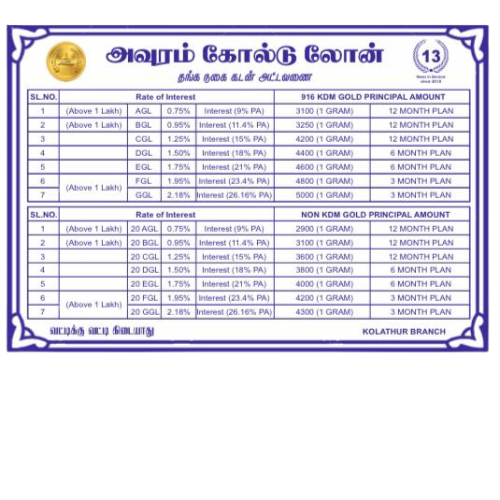 அவுரம் கோல்டு லோன்
13
தங்க நகை கடன் அட்டவணை
SL.NO. Rate of Interest 916 KDM GOLD PRINCIPAL AMOUNT
1 (Above 1 Lakh) AGL 0.75% Interest (9% PA) 3100 (1 GRAM) 12 MONTH PLAN
2 (Above 1 Lakh) BGL 0.95% Interest (11.4% PA) 3250 (1 GRAM) 12 MONTH PLAN
3 CGL 1.25% Interest (15% PA) 4200 (1 GRAM) 12 MONTH PLAN
4 DGL 1.50% Interest (18% PA) 4400 (1 GRAM) 6 MONTH PLAN
5 EGL 1.75% Interest (21% PA) 4600 (1 GRAM) 6 MONTH PLAN
6 (Above 1 Lakh) FGL 1.95% Interest (23.4% PA) 4800 (1 GRAM) 3 MONTH PLAN
7 GGL 2.18% Interest (26.16% PA) 5000 (1 GRAM) 3 MONTH PLAN
SL.NO. Rate of Interest NON KDM GOLD PRINCIPAL AMOUNT
1 (Above 1 Lakh) 20 AGL 0.75% Interest (9% PA) 2900 (1 GRAM) 12 MONTH PLAN
2 (Above 1 Lakh) 20 BGL 0.95% Interest (11.4% PA) 3100 (1 GRAM) 12 MONTH PLAN
3 20 CGL 1.25% Interest (15% PA) 3600 (1 GRAM) 12 MONTH PLAN
4 20 DGL 1.50% Interest (18% PA) 3800 (1 GRAM) 6 MONTH PLAN
5 20 EGL 1.75% Interest (21% PA) 4000 (1 GRAM) 6 MONTH PLAN
6 (Above 1 Lakh) 20 FGL 1.95% Interest (23.4% PA) 4200 (1 GRAM) 3 MONTH PLAN
7 20 GGL 2.18% Interest (26.16% PA) 4300 (1 GRAM) 3 MONTH PLAN
வட்டிக்கு வட்டி கிடையாது KOLATHUR BRANCH